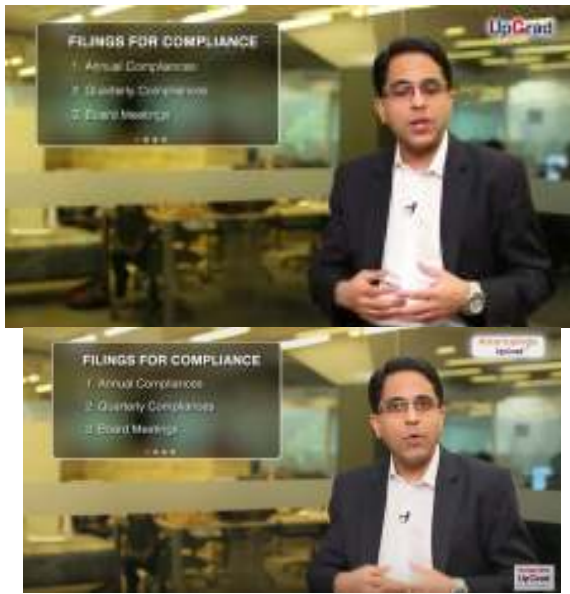 UpGrad
FILINGS FOR COMPLIANCE
1. Annual Compliances
2. Quarterly Compliances
3. Board Meetings
UpGrad
FILINGS FOR COMPLIANCE
1. Annual Compliances
2. Quarterly Compliances
3. Board Meetings
UpGrad